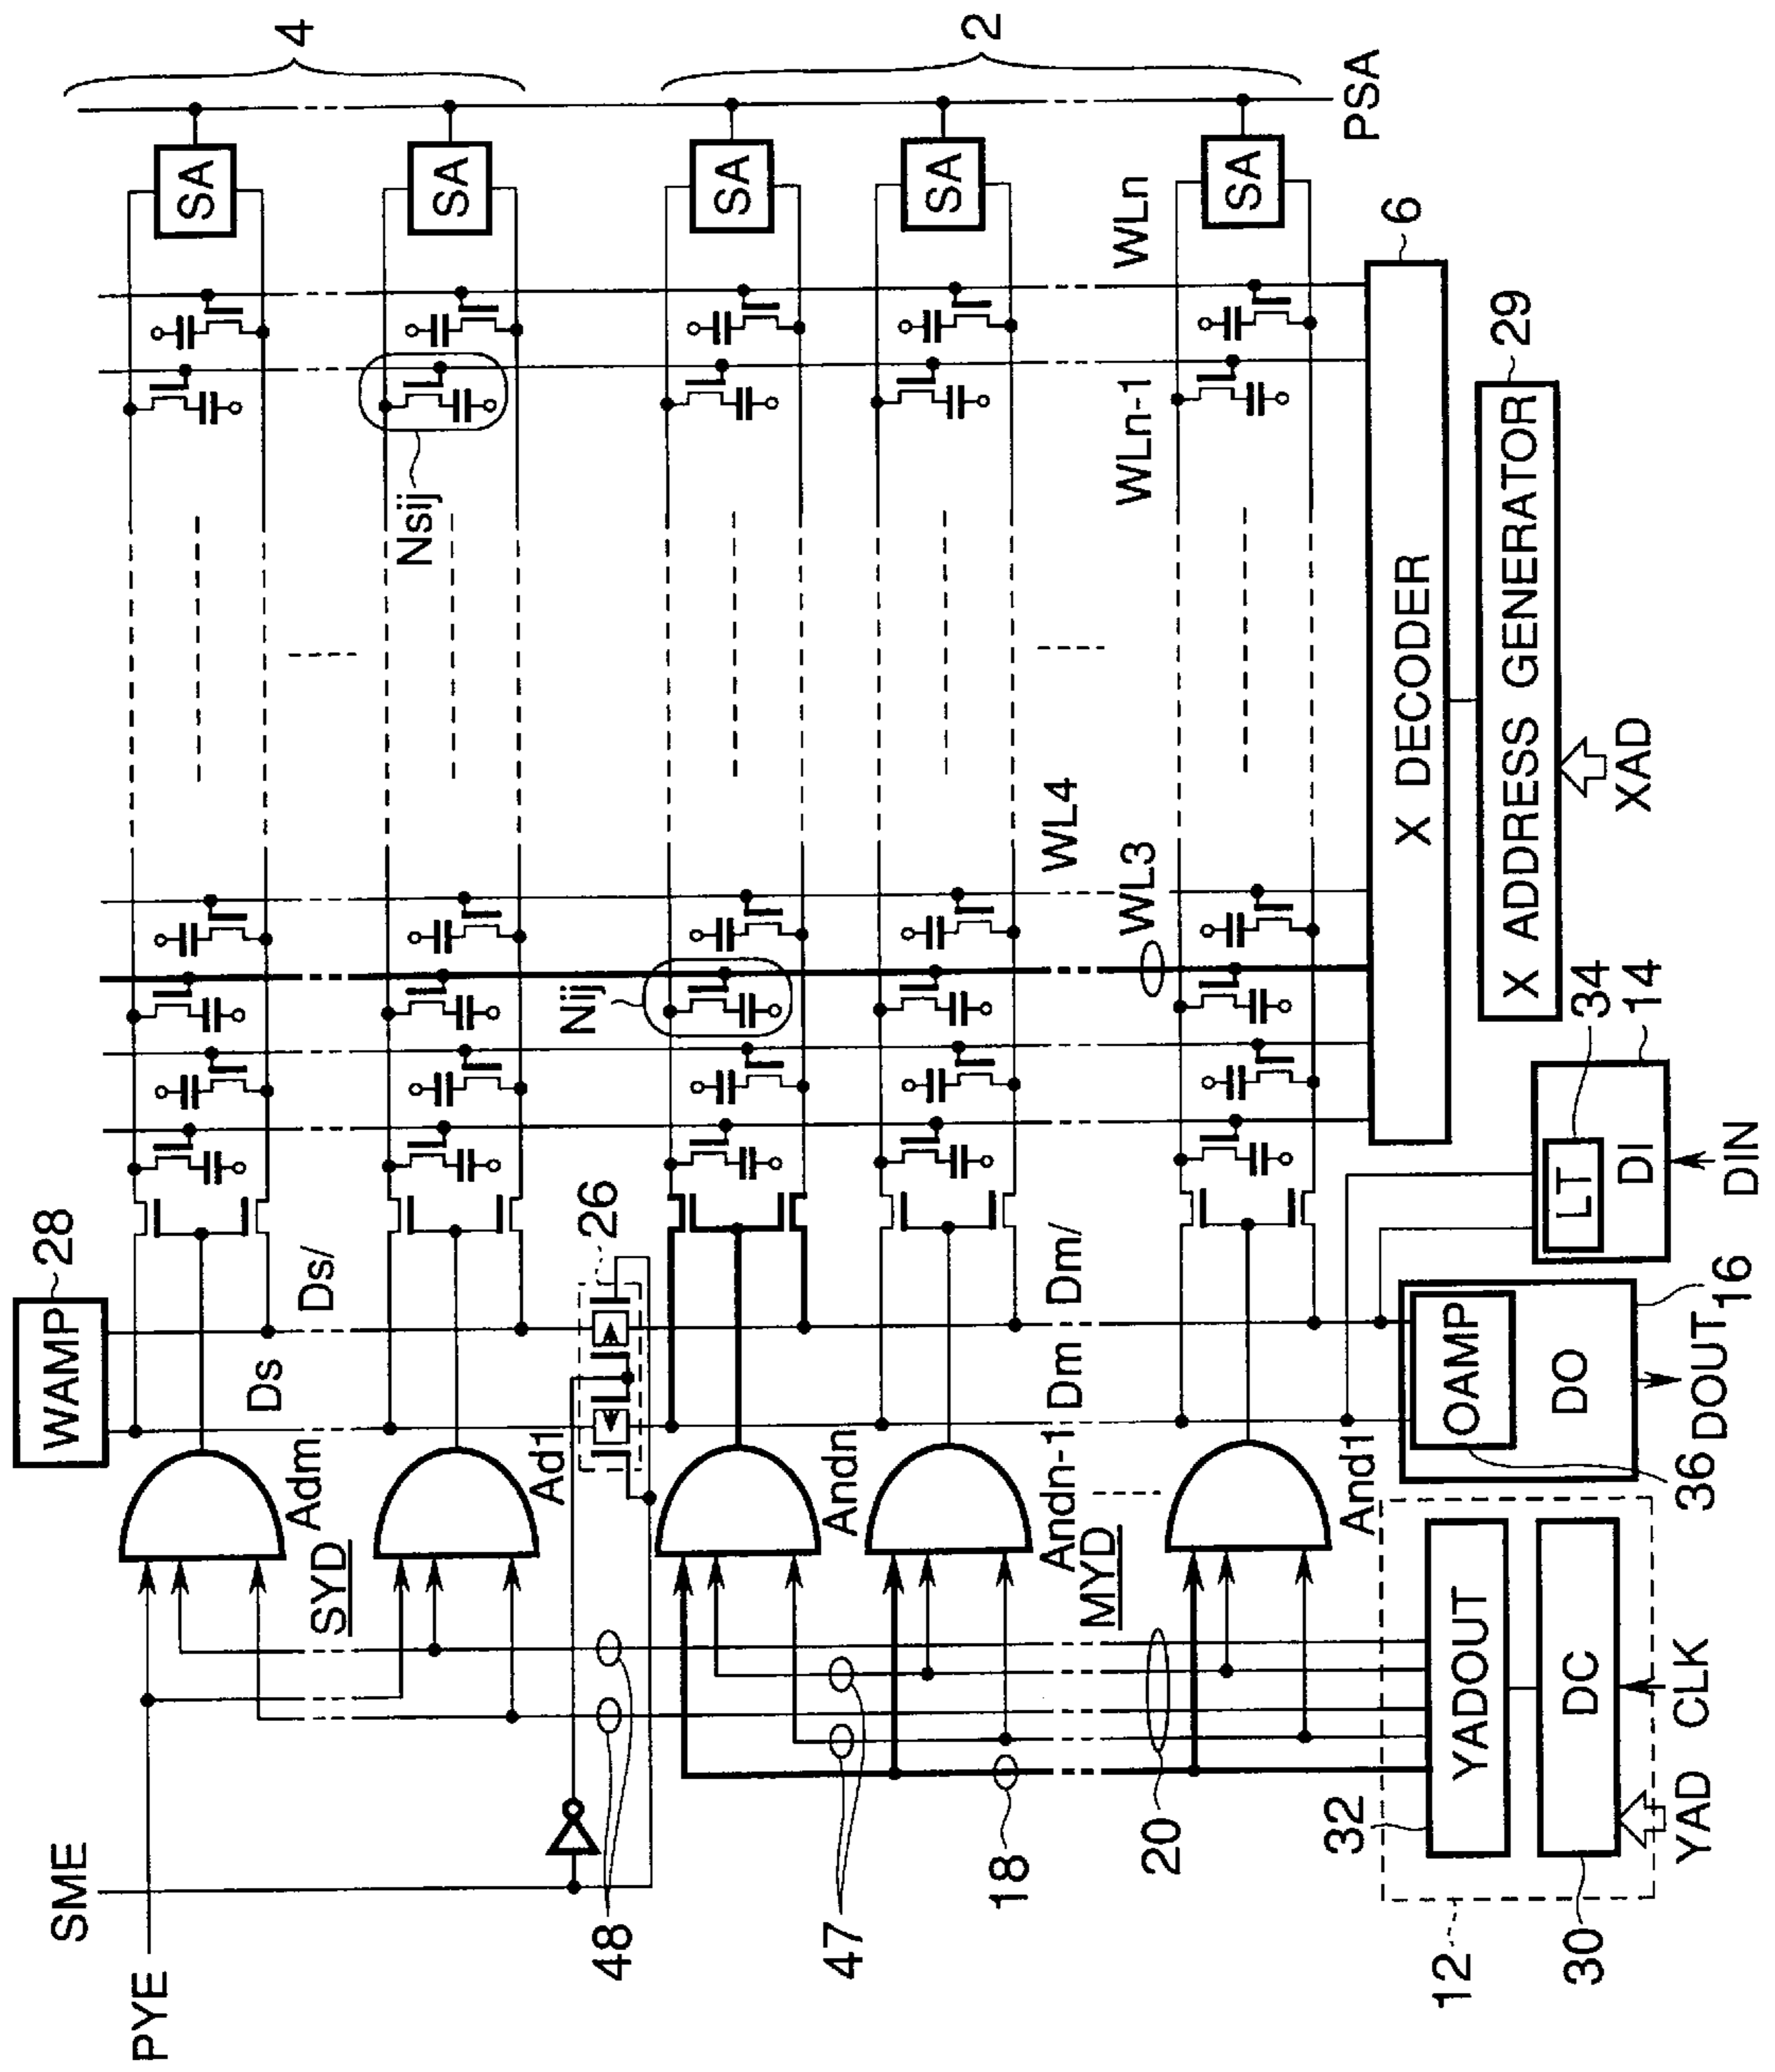 4
2
PSA
SA
SA
SA
SA
SA
WLn
6
29
Nsij
WLn-1
X DECODER
X ADDRESS GENERATOR
XAD
WL4
WL3
Nij
34
14
LT
DI
DIN
28
WAMP
26
Ds/
Ds
Dm/
Dm
16
OAMP
DO
DOUT
36
Adm
SYD
Ad1
Andn
Andn-1
MYD
And1
YADOUT
DC
CLK
YAD
32
20
18
47
48
SME
PYE
12
30